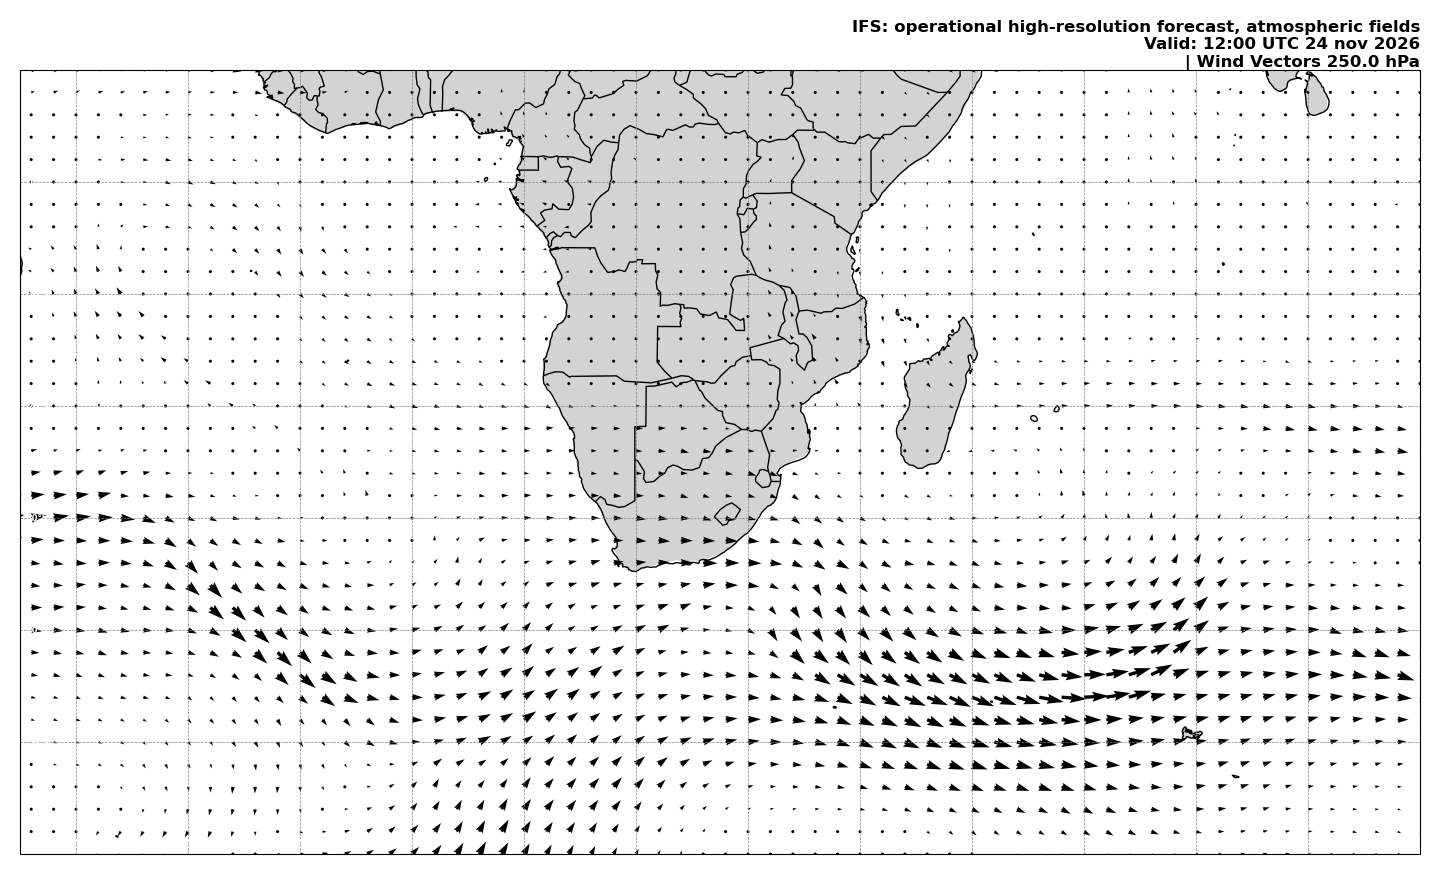 IFS: operational high-resolution forecast, atmospheric fields
Valid: 12:00 UTC 24 nov 2026
| Wind Vectors 250.0 hPa